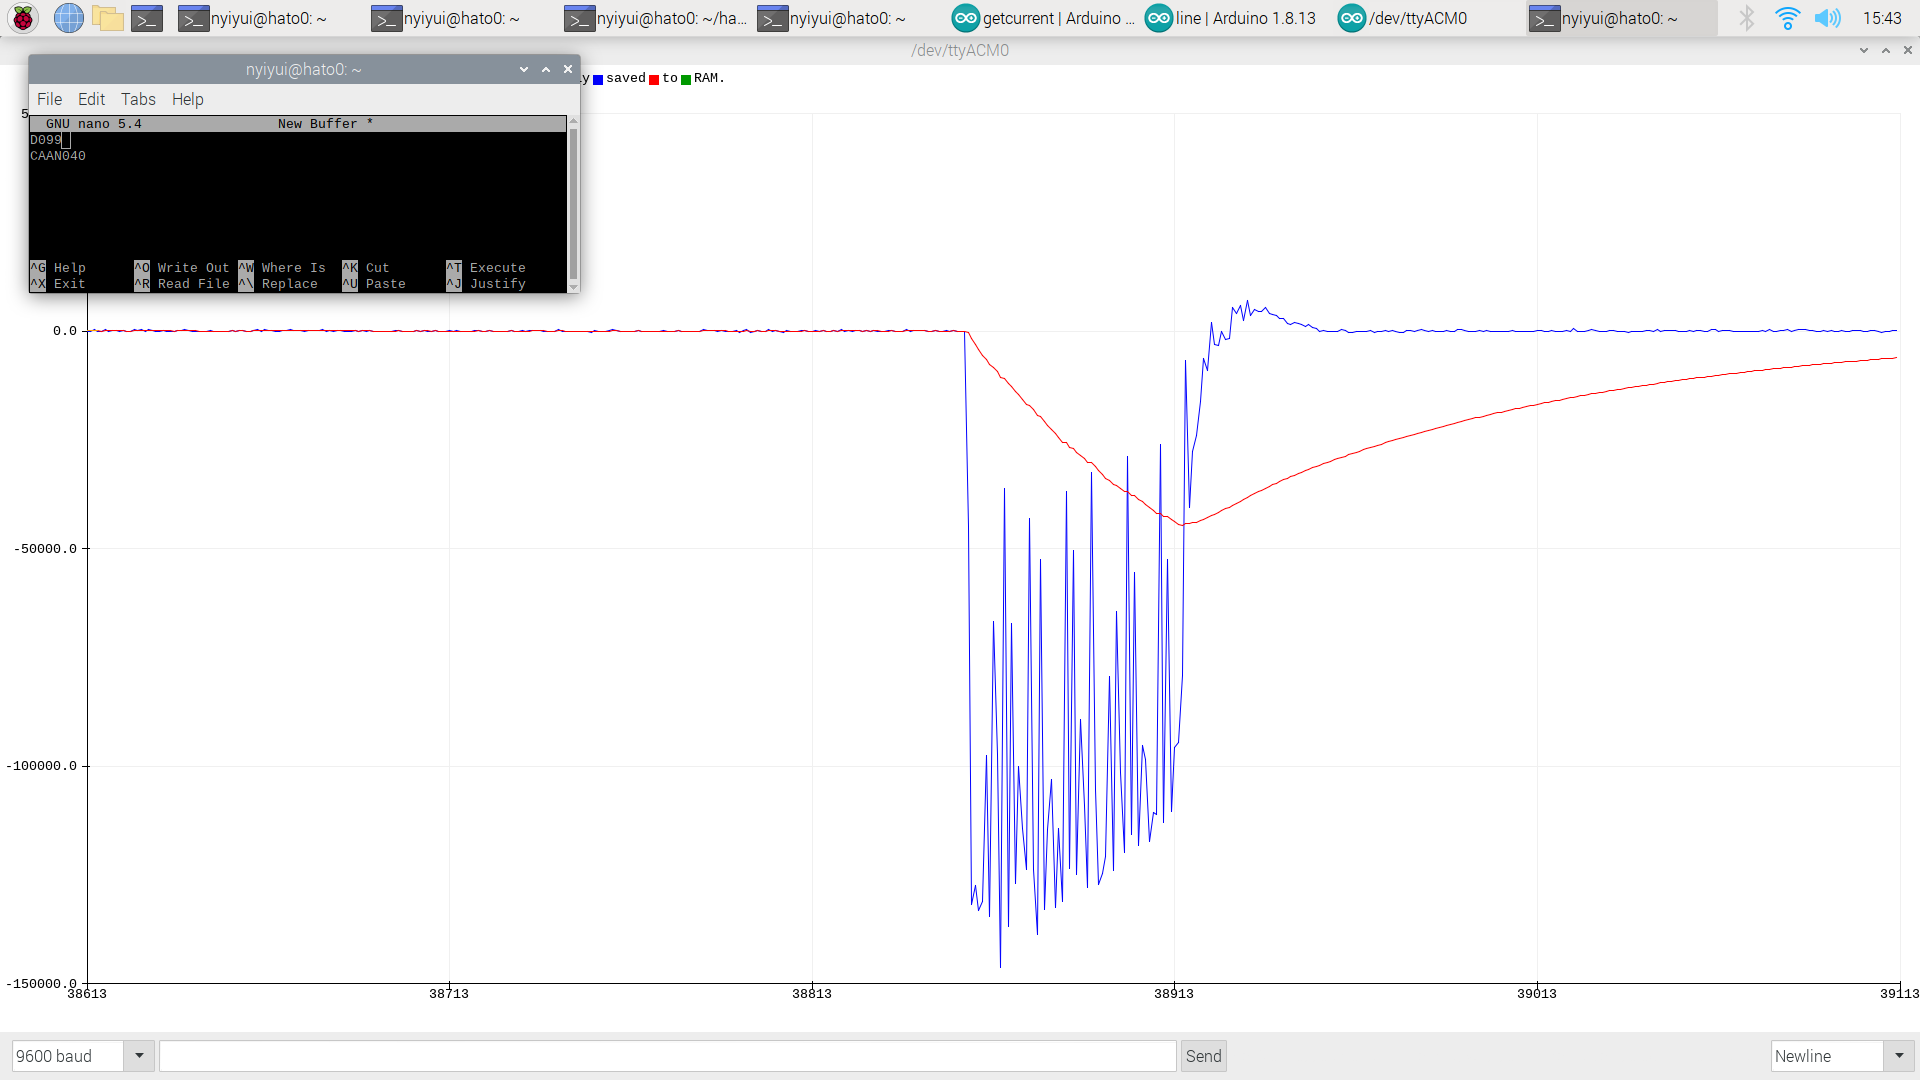 nyiyui@hato0: ~
nyiyui@hato0: ~
nyiyui@hato0: ~/ha...
nyiyui@hato0: ~
getcurrent | Arduino ...
line | Arduino 1.8.13
/dev/ttyACM0
nyiyui@hato0: ~
15:43
/dev/ttyACM0
nyiyui@hato0: ~
y saved to RAM.
File Edit Tabs Help
GNU nano 5.4 New Buffer *
D099
CAAN040
^G Help ^O Write Out ^W Where Is ^K Cut ^T Execute
^X Exit ^R Read File ^\ Replace ^U Paste ^J Justify
5
0.0
-50000.0
-100000.0
-150000.0
38613 38713 38813 38913 39013 39113
9600 baud
Send
Newline